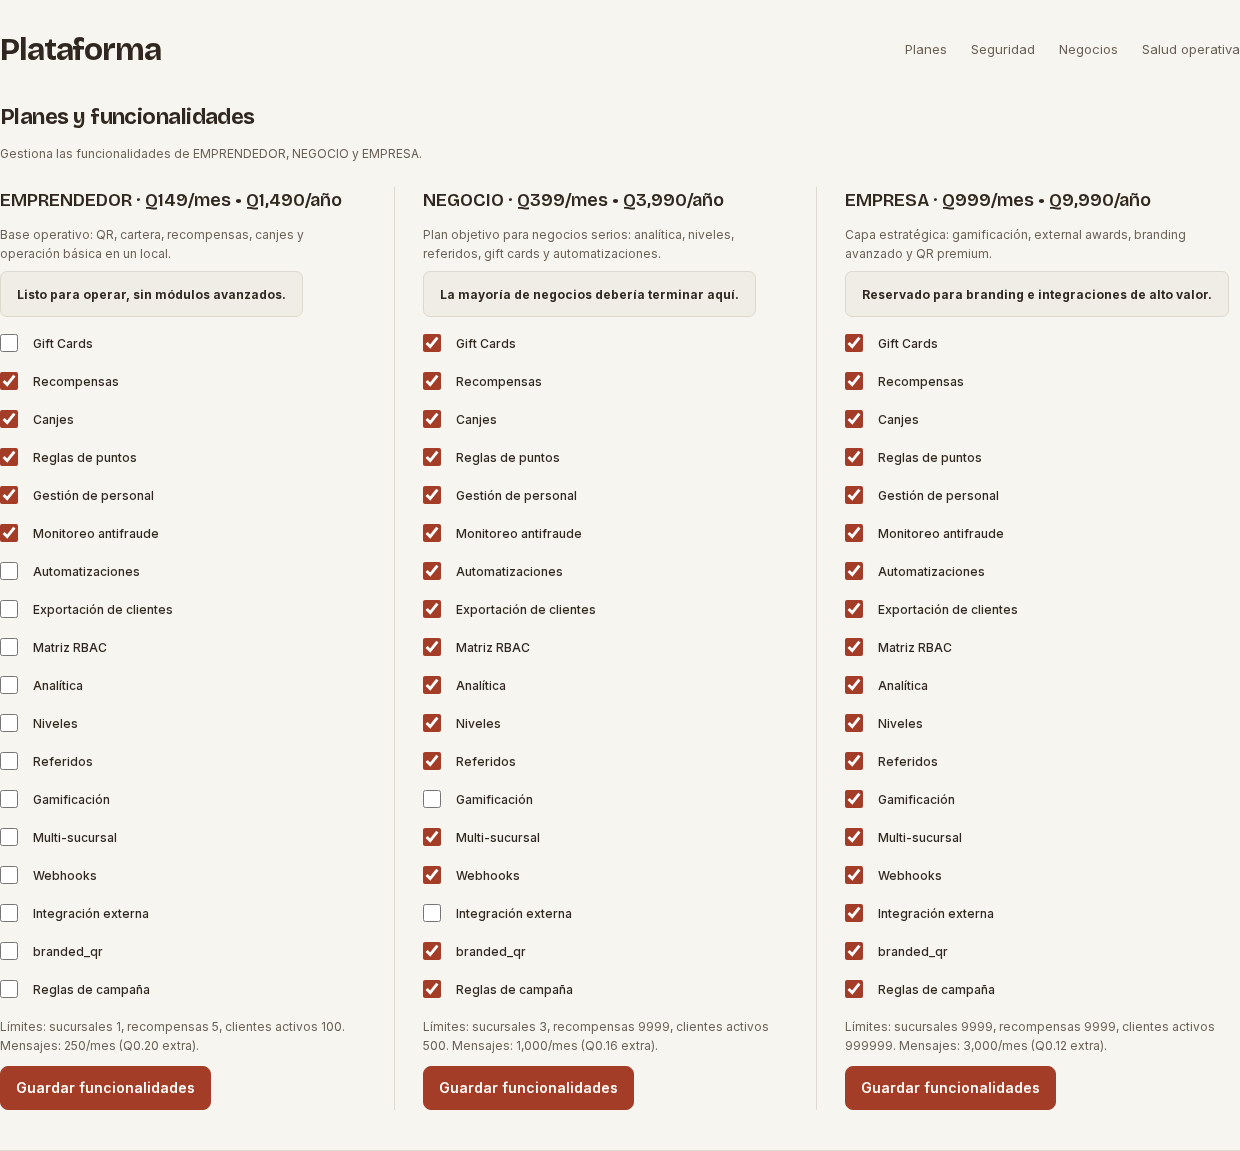 Plataforma
Planes
Seguridad
Negocios
Salud operativa
Planes y funcionalidades
Gestiona las funcionalidades de EMPRENDEDOR, NEGOCIO y EMPRESA.
EMPRENDEDOR · Q149/mes • Q1,490/año
Base operativo: QR, cartera, recompensas, canjes y
operación básica en un local.
Listo para operar, sin módulos avanzados.
Gift Cards
Recompensas
Canjes
Reglas de puntos
Gestión de personal
Monitoreo antifraude
Automatizaciones
Exportación de clientes
Matriz RBAC
Analítica
Niveles
Referidos
Gamificación
Multi-sucursal
Webhooks
Integración externa
branded_qr
Reglas de campaña
Límites: sucursales 1, recompensas 5, clientes activos 100.
Mensajes: 250/mes (Q0.20 extra).
Guardar funcionalidades
NEGOCIO · Q399/mes • Q3,990/año
Plan objetivo para negocios serios: analítica, niveles,
referidos, gift cards y automatizaciones.
La mayoría de negocios debería terminar aquí.
Gift Cards
Recompensas
Canjes
Reglas de puntos
Gestión de personal
Monitoreo antifraude
Automatizaciones
Exportación de clientes
Matriz RBAC
Analítica
Niveles
Referidos
Gamificación
Multi-sucursal
Webhooks
Integración externa
branded_qr
Reglas de campaña
Límites: sucursales 3, recompensas 9999, clientes activos
500. Mensajes: 1,000/mes (Q0.16 extra).
Guardar funcionalidades
EMPRESA · Q999/mes • Q9,990/año
Capa estratégica: gamificación, external awards, branding
avanzado y QR premium.
Reservado para branding e integraciones de alto valor.
Gift Cards
Recompensas
Canjes
Reglas de puntos
Gestión de personal
Monitoreo antifraude
Automatizaciones
Exportación de clientes
Matriz RBAC
Analítica
Niveles
Referidos
Gamificación
Multi-sucursal
Webhooks
Integración externa
branded_qr
Reglas de campaña
Límites: sucursales 9999, recompensas 9999, clientes activos
999999. Mensajes: 3,000/mes (Q0.12 extra).
Guardar funcionalidades